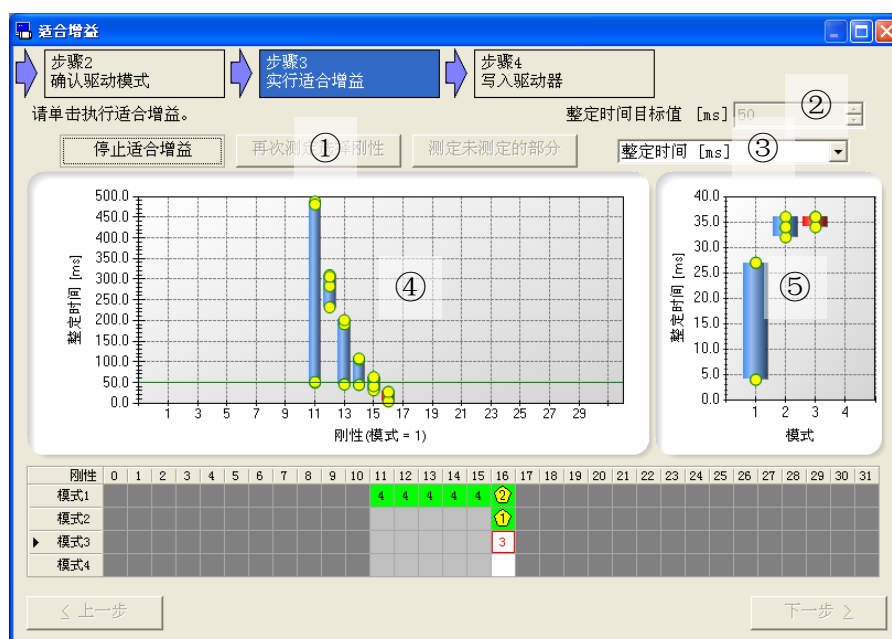 适合增益
步骤2
确认驱动模式
步骤3
实行适合增益
步骤4
写入驱动器
请单击执行适合增益。
整定时间目标值 [ms] 50 ②
停止适合增益 再次测定选择刚性 ① 测定未测定的部分 整定时间 [ms] ③
500.0
450.0
400.0
350.0
300.0
250.0
200.0
150.0
100.0
50.0
0.0
整定时间 [ms]
④
1 3 5 7 9 11 13 15 17 19 21 23 25 27 29
刚性(模式 = 1)
40.0
35.0
30.0
25.0
20.0
15.0
10.0
5.0
0.0
整定时间 [ms]
⑤
1 2 3 4
模式
刚性 0 1 2 3 4 5 6 7 8 9 10 11 12 13 14 15 16 17 18 19 20 21 22 23 24 25 26 27 28 29 30 31
模式1 4 4 4 4 4 2
模式2 1
模式3 3
模式4
≤ 上一步 下一步 ≥